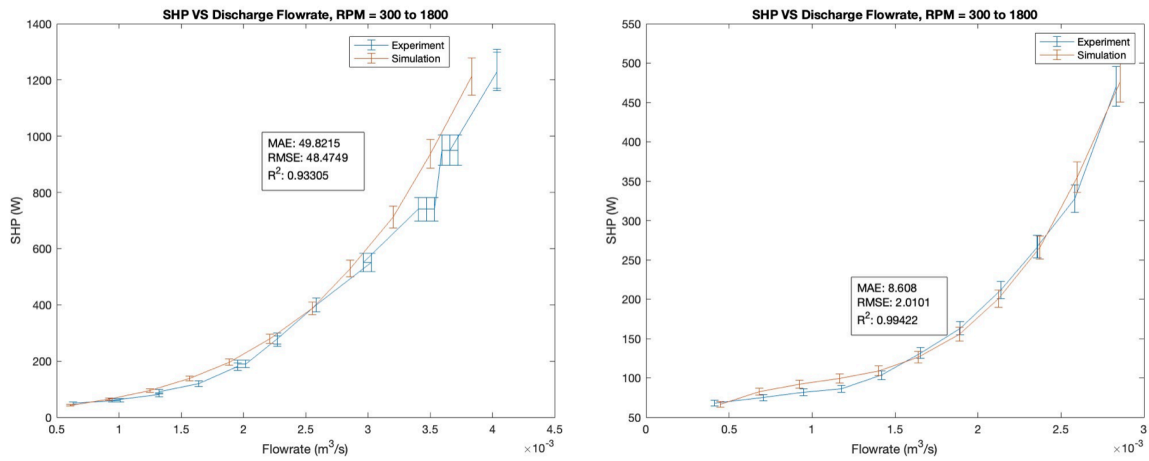 SHP VS Discharge Flowrate, RPM = 300 to 1800
1400
1200
1000
800
600
400
200
0
SHP (W)
Experiment
Simulation
MAE: 49.8215
RMSE: 48.4749
R²: 0.93305
0.5
1
1.5
2
2.5
3
3.5
4
4.5
Flowrate (m³/s)
×10⁻³
SHP VS Discharge Flowrate, RPM = 300 to 1800
550
500
450
400
350
300
250
200
150
100
50
SHP (W)
Experiment
Simulation
MAE: 8.608
RMSE: 2.0101
R²: 0.99422
0
0.5
1
1.5
2
2.5
3
Flowrate (m³/s)
×10⁻³